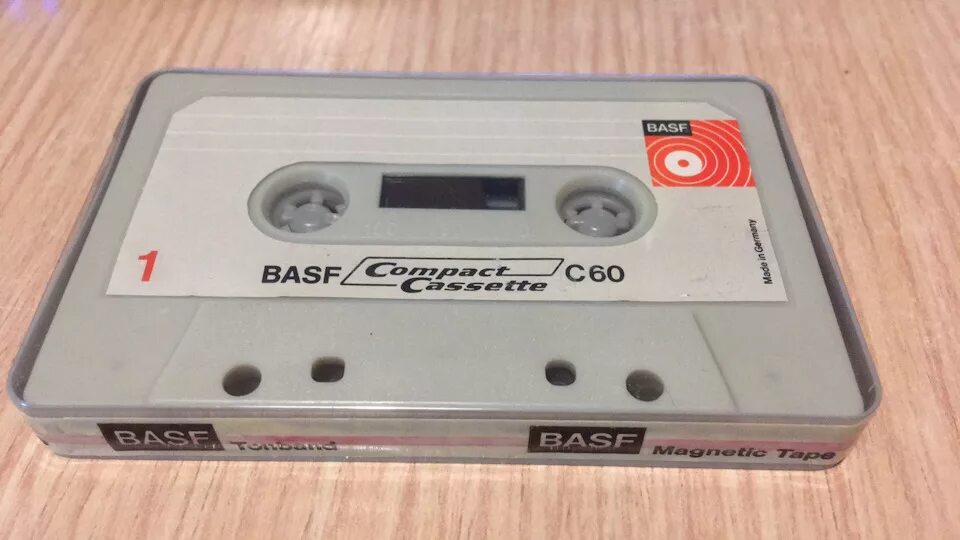 BASF
1
BASF Compact Cassette C60
Made in Germany
BASF Tonband BASF Magnetic Tape